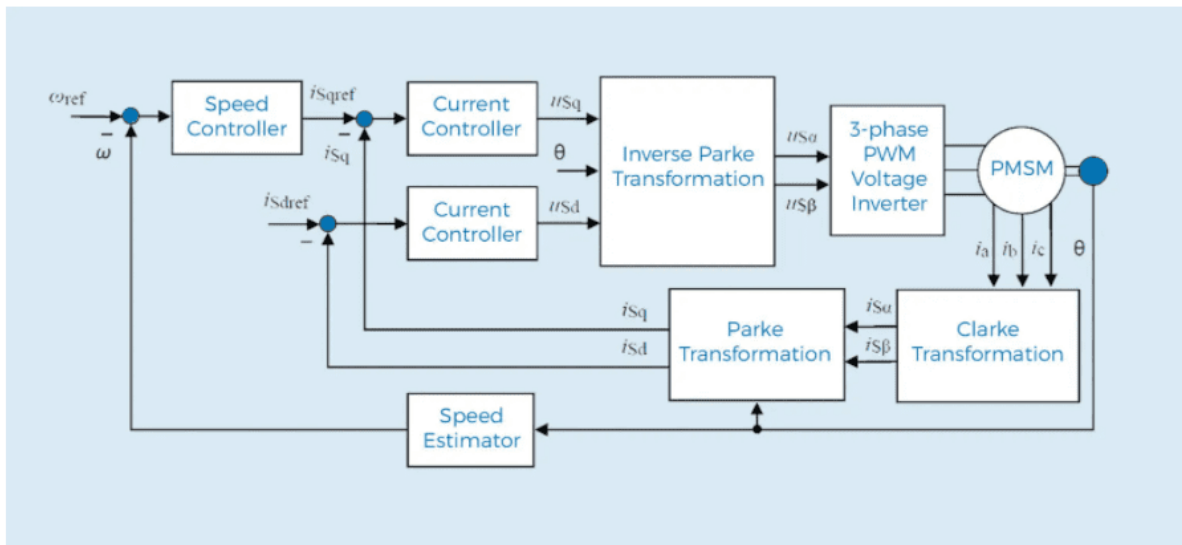 ωref
−
ω
Speed
Controller
iSqref
−
iSq
Current
Controller
uSq
θ
iSdref
−
Current
Controller
uSd
Inverse Parke
Transformation
uSα
uSβ
3-phase
PWM
Voltage
Inverter
PMSM
ia ib ic θ
iSq
iSd
Parke
Transformation
iSα
iSβ
Clarke
Transformation
Speed
Estimator